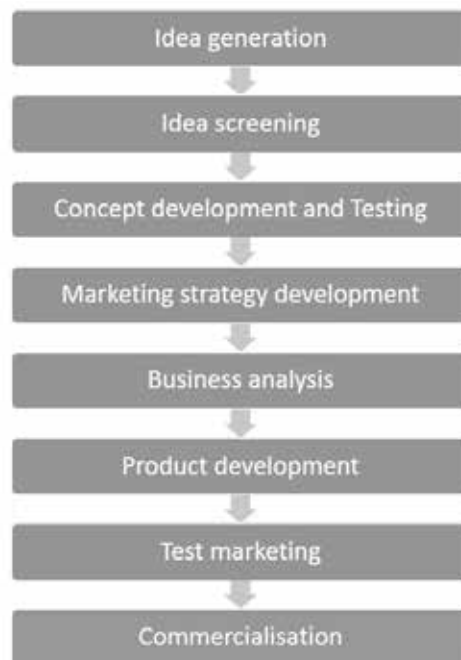 Idea generation
Idea screening
Concept development and Testing
Marketing strategy development
Business analysis
Product development
Test marketing
Commercialisation